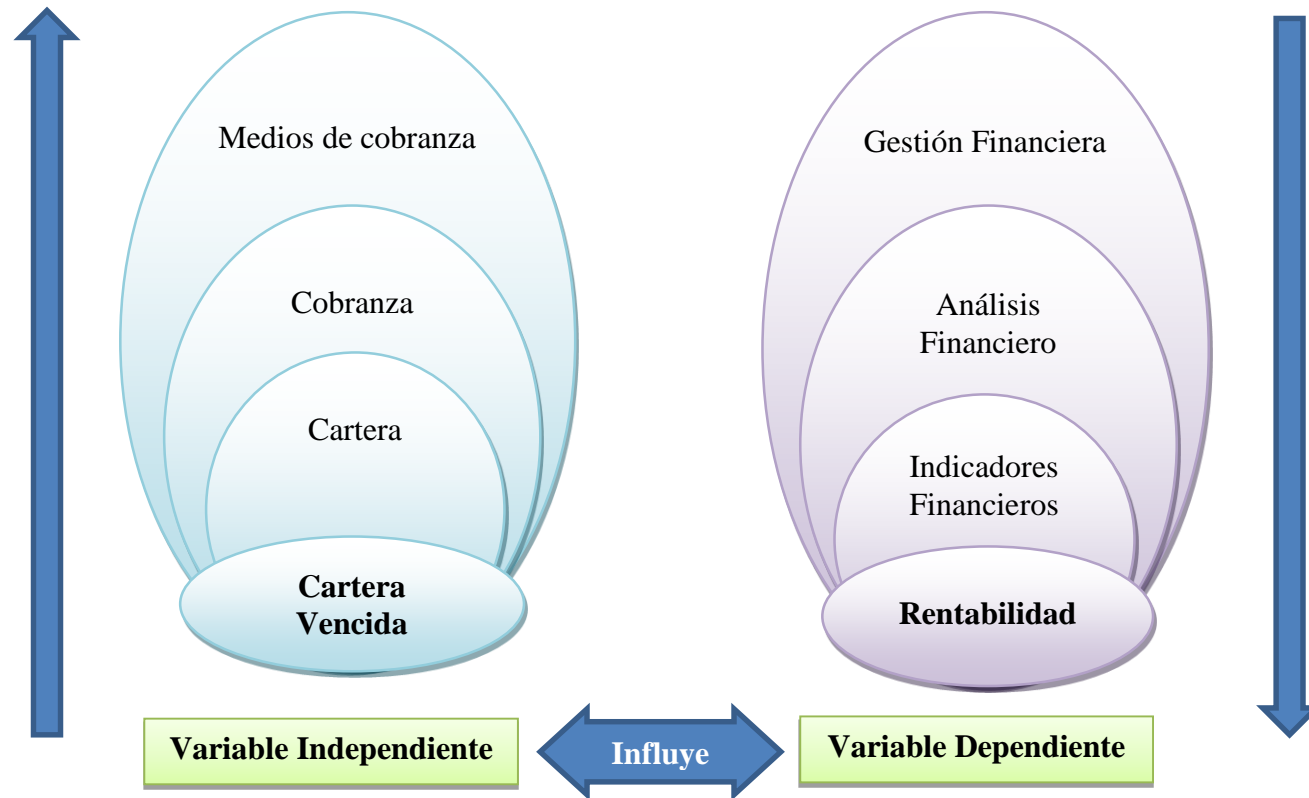 Medios de cobranza
Cobranza
Cartera
Cartera
Vencida
Variable Independiente
Influye
Gestión Financiera
Análisis
Financiero
Indicadores
Financieros
Rentabilidad
Variable Dependiente